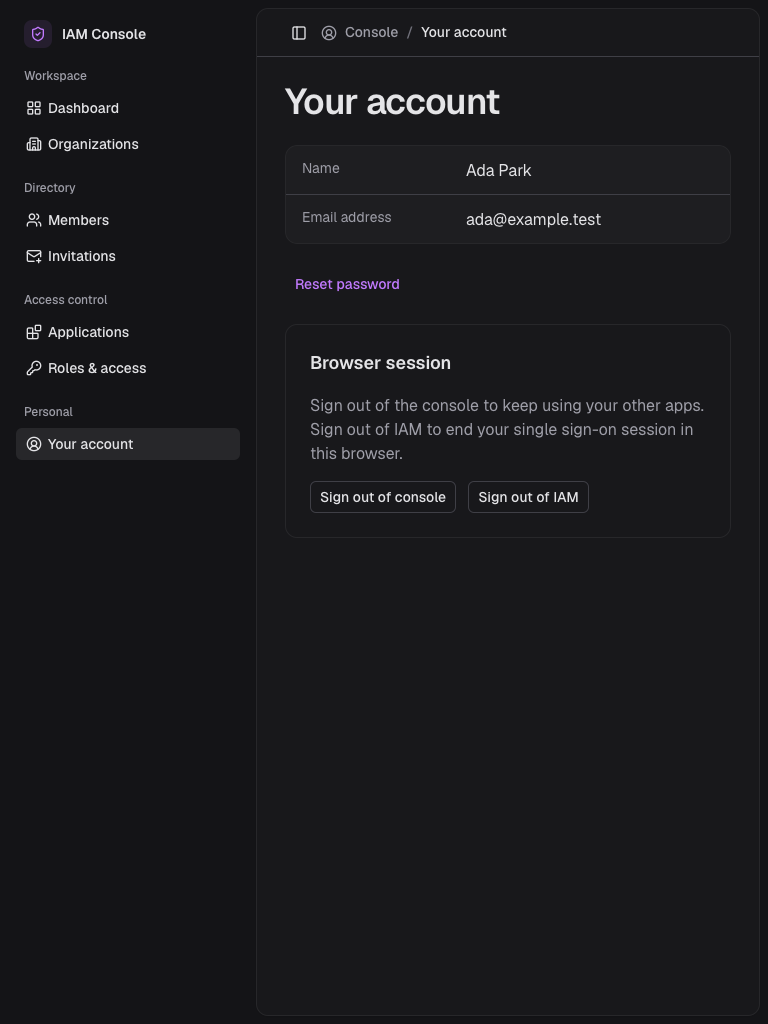 IAM Console
Workspace
Dashboard
Organizations
Directory
Members
Invitations
Access control
Applications
Roles & access
Personal
Your account
Console / Your account
Your account
Name Ada Park
Email address ada@example.test
Reset password
Browser session
Sign out of the console to keep using your other apps.
Sign out of IAM to end your single sign-on session in
this browser.
Sign out of console Sign out of IAM